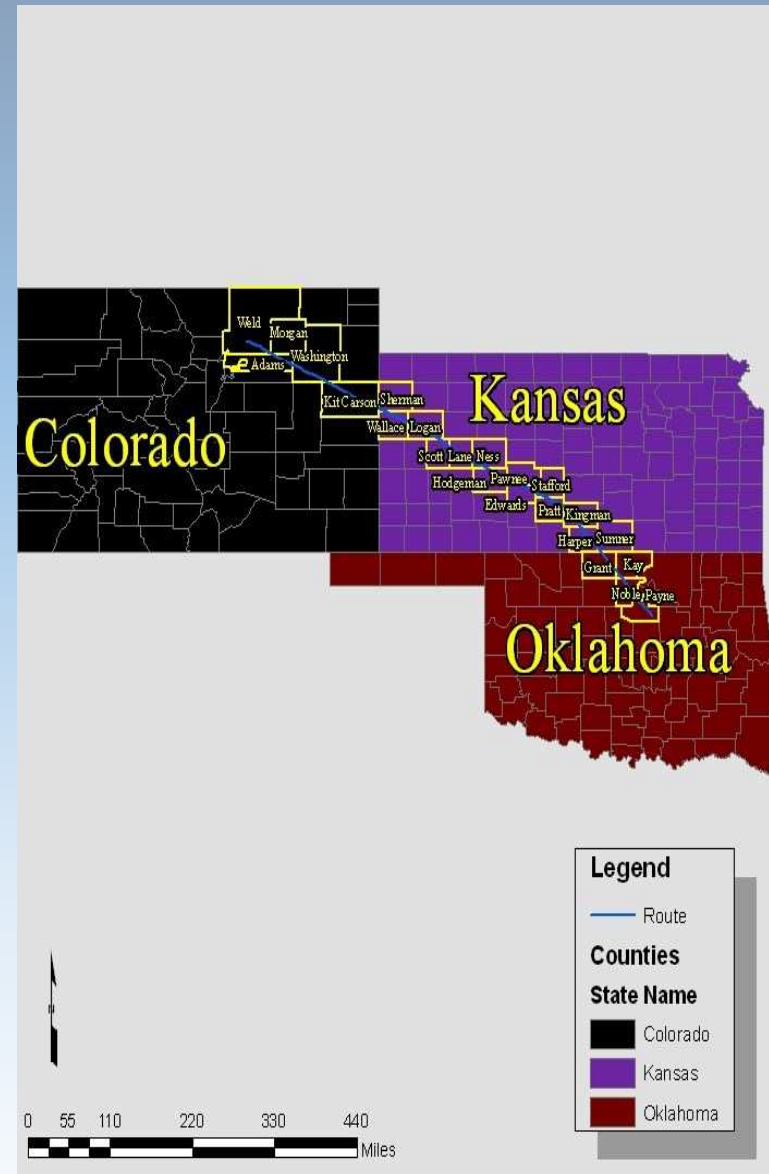 Weld
Morgan
Adams
Washington
Kit Carson
Sherman
Kansas
Colorado
Wallace
Logan
Scott
Lane
Ness
Hodgeman
Pawnee
Stafford
Edwards
Pratt
Kingman
Harper
Sumner
Grant
Kay
Noble
Payne
Oklahoma
Legend
Route
Counties
State Name
Colorado
Kansas
Oklahoma
0 55 110 220 330 440
Miles